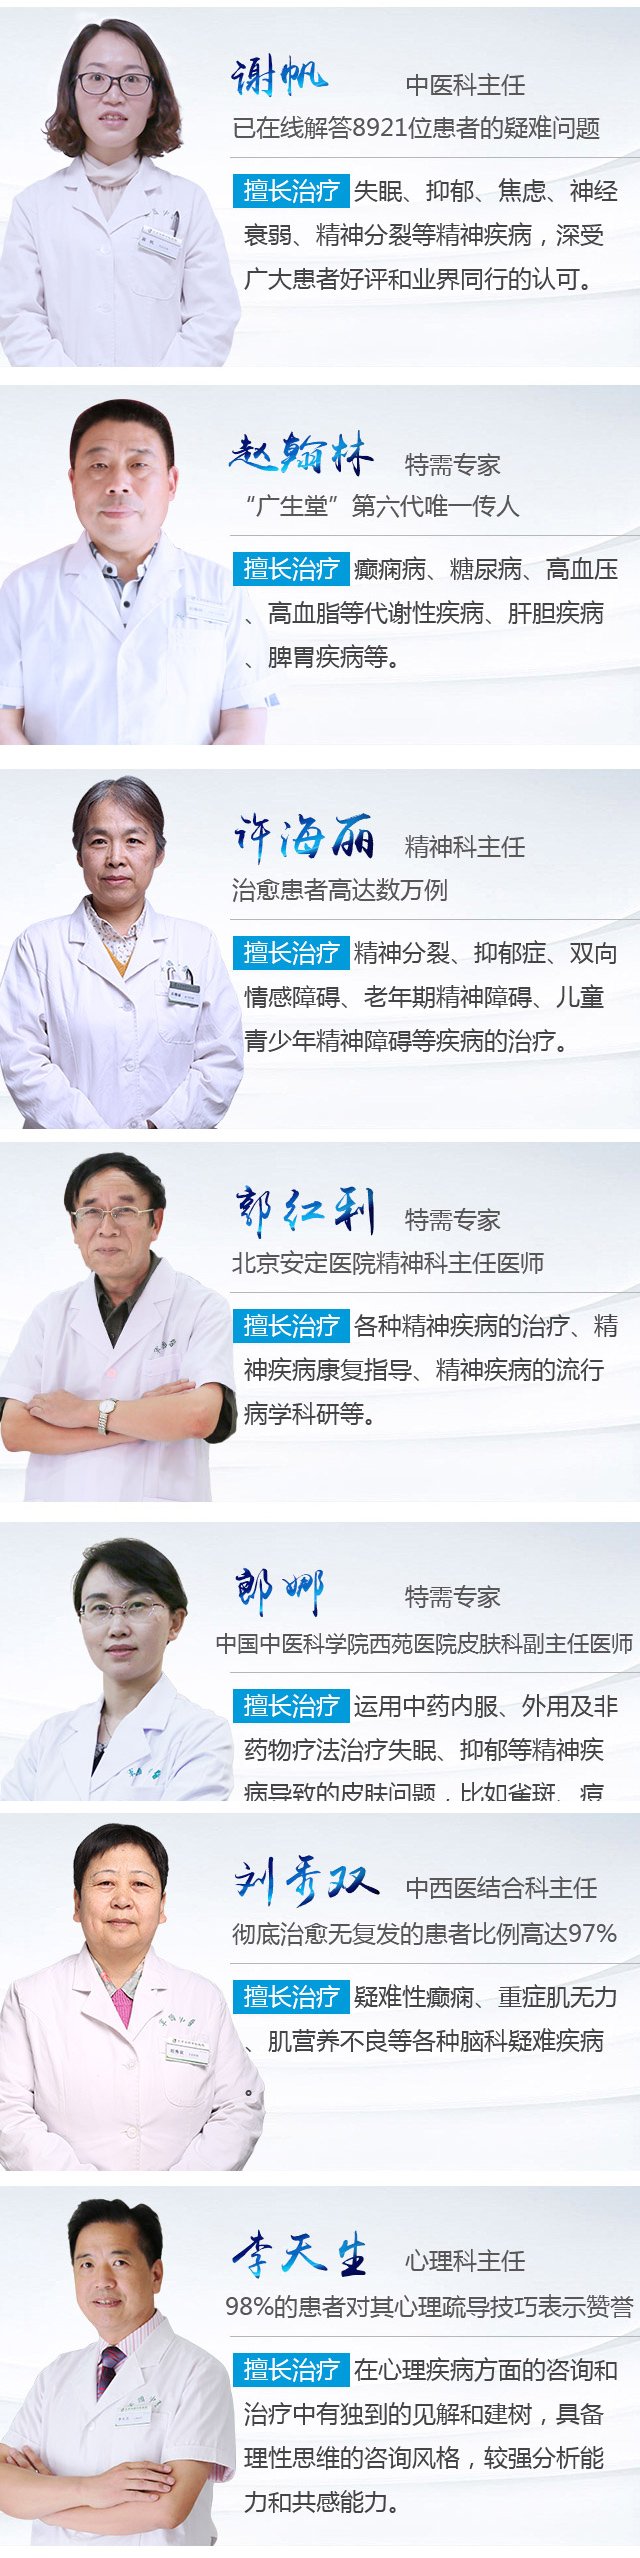 谢帆 中医科主任
已在线解答8921位患者的疑难问题
擅长治疗 失眠、抑郁、焦虑、神经
衰弱、精神分裂等精神疾病，深受
广大患者好评和业界同行的认可。
赵翰林 特需专家
“广生堂”第六代唯一传人
擅长治疗 癫痫病、糖尿病、高血压
、高血脂等代谢性疾病、肝胆疾病
、脾胃疾病等。
许海丽 精神科主任
治愈患者高达数万例
擅长治疗 精神分裂、抑郁症、双向
情感障碍、老年期精神障碍、儿童
青少年精神障碍等疾病的治疗。
郭红利 特需专家
北京安定医院精神科主任医师
擅长治疗 各种精神疾病的治疗、精
神疾病康复指导、精神疾病的流行
病学科研等。
郎娜 特需专家
中国中医科学院西苑医院皮肤科副主任医师
擅长治疗 运用中药内服、外用及非
药物疗法治疗失眠、抑郁等精神疾
病导致的皮肤问题，比如雀斑、痘
刘秀双 中西医结合科主任
彻底治愈无复发的患者比例高达97%
擅长治疗 疑难性癫痫、重症肌无力
、肌营养不良等各种脑科疑难疾病
李天生 心理科主任
98%的患者对其心理疏导技巧表示赞誉
擅长治疗 在心理疾病方面的咨询和
治疗中有独到的见解和建树，具备
理性思维的咨询风格，较强分析能
力和共感能力。